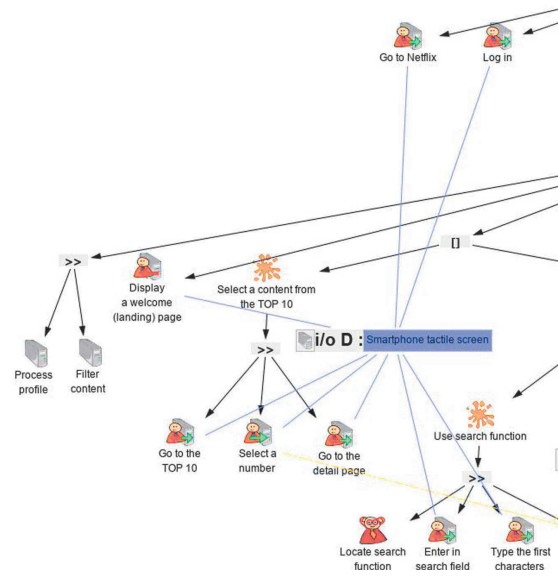 Go to Netflix
Log in
>>
[]
Display
a welcome
(landing) page
Select a content from
the TOP 10
i/o D : Smartphone tactile screen
>>
Process
profile
Filter
content
Use search function
Go to the
TOP 10
Select a
number
Go to the
detail page
>>
Locate search
function
Enter in
search field
Type the first
characters